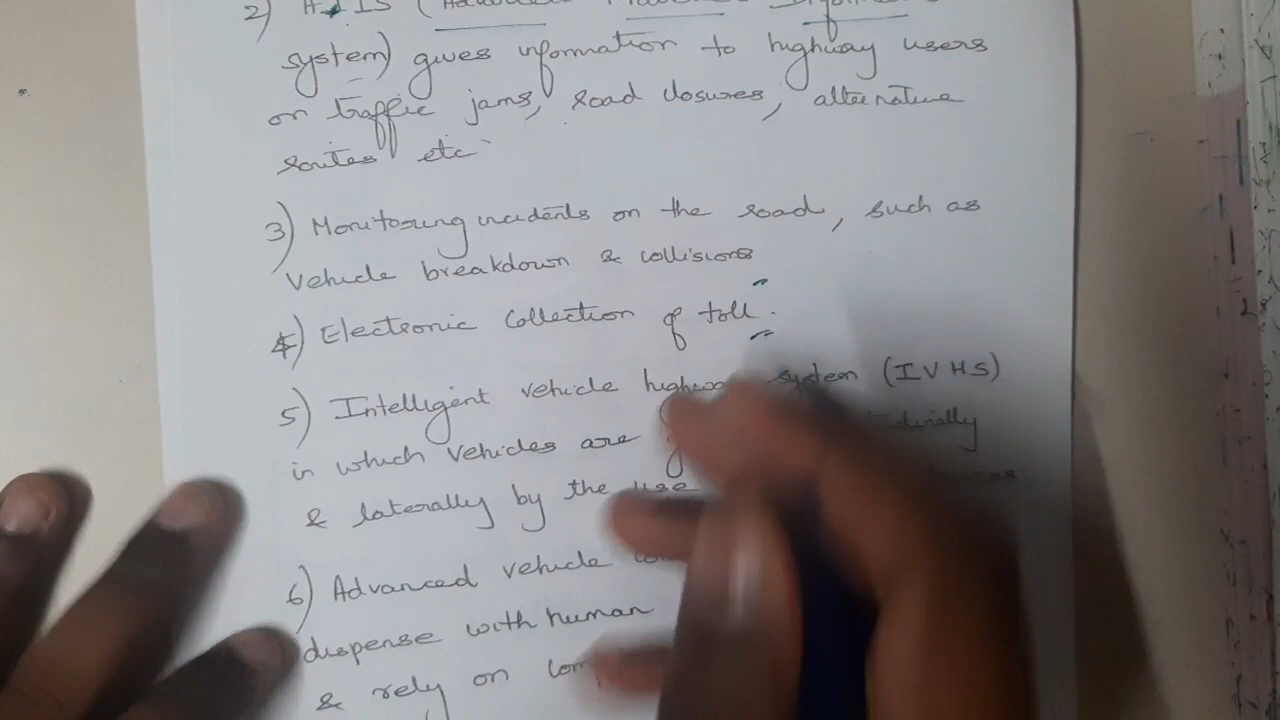 2)
system) gives information to highway users
on traffic jams, road closures, alternative
routes etc
3) Monitoring incidents on the road, such as
Vehicle breakdown & collisions
4) Electronic Collection of toll.
5) Intelligent vehicle highway system (IVHS)
in which vehicles are
& laterally by the use
6) Advanced vehicle
dispense with human
& rely on